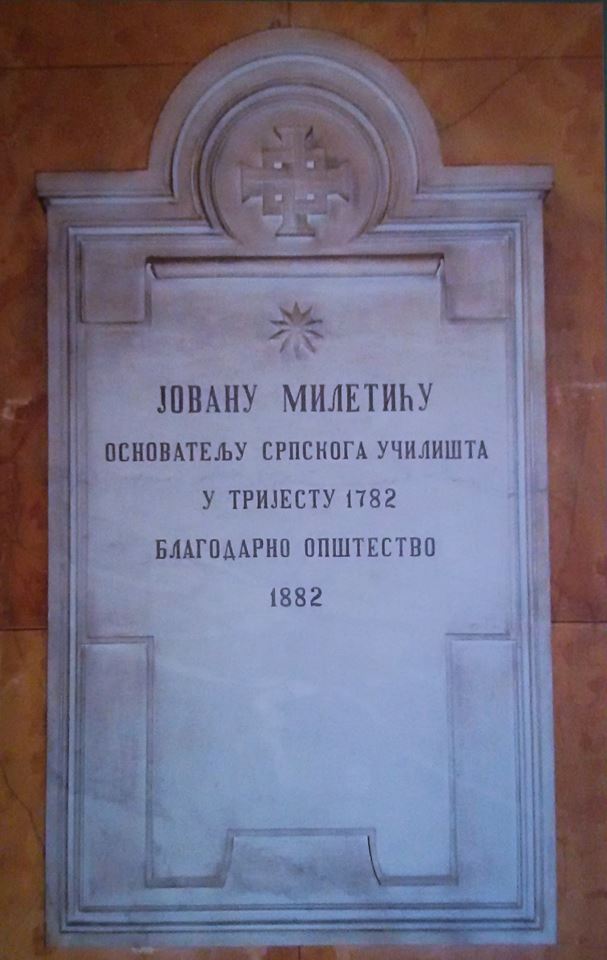 ЈОВАНУ МИЛЕТИЋУ
ОСНОВАТЕЉУ СРПСКОГА УЧИЛИШТА
У ТРИЈЕСТУ 1782
БЛАГОДАРНО ОПШТЕСТВО
1882